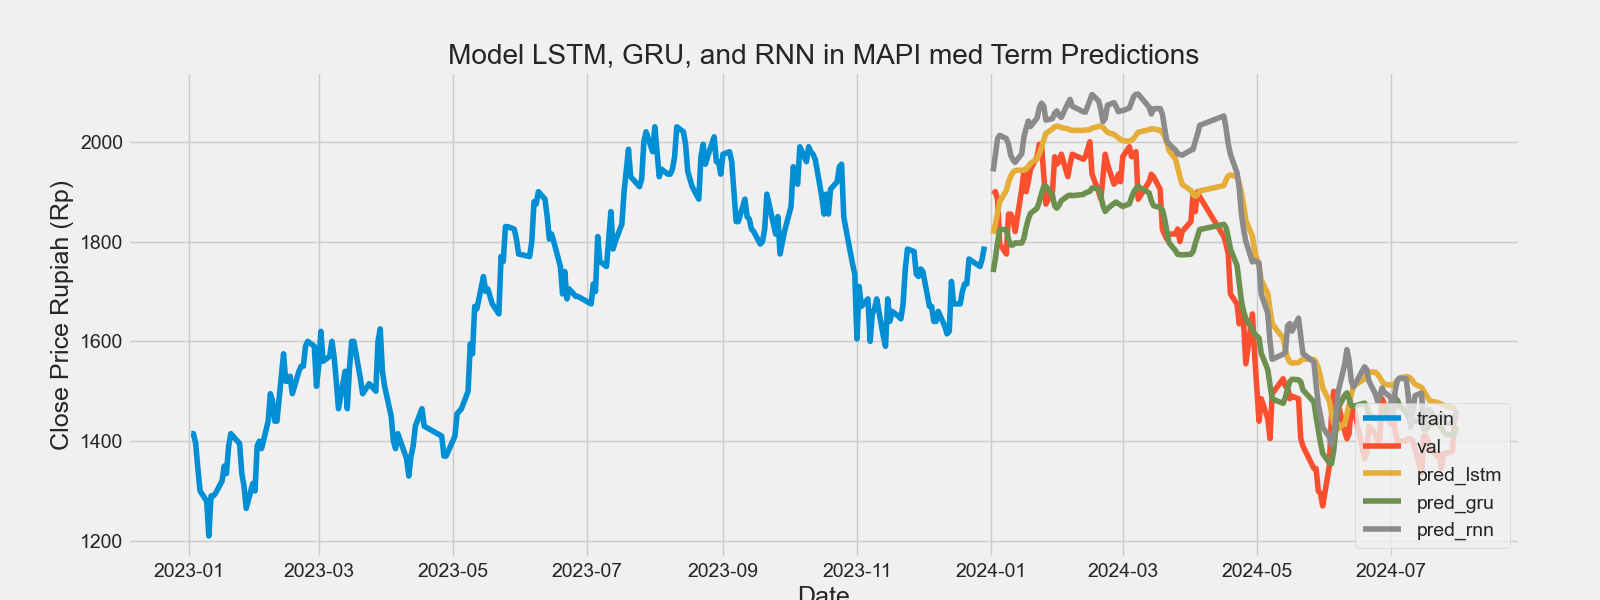 Model LSTM, GRU, and RNN in MAPI med Term Predictions
Close Price Rupiah (Rp)
2000
1800
1600
1400
1200
train
val
pred_lstm
pred_gru
pred_rnn
2023-01 2023-03 2023-05 2023-07 2023-09 2023-11 2024-01 2024-03 2024-05 2024-07
Date